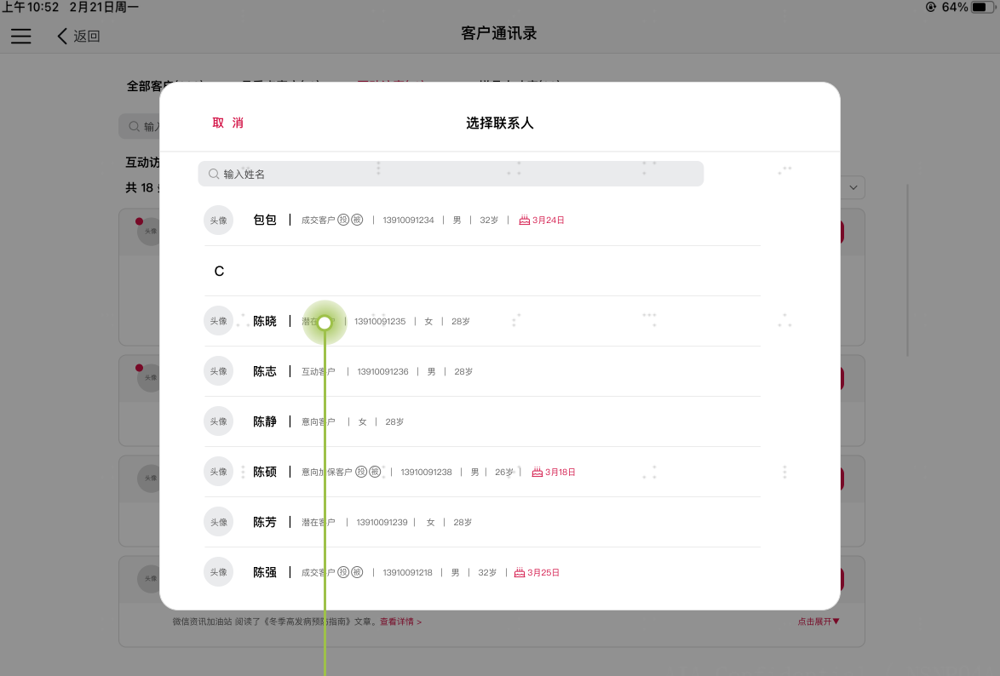 上午10:52 2月21日周一 64%
返回 客户通讯录
全部客户
取 消 选择联系人
输入姓名
互动访
共 18
头像 包包 | 成交客户 投 被 | 13910091234 | 男 | 32岁 | 3月24日
C
头像 陈晓 | 潜在 户 | 13910091235 | 女 | 28岁
头像 陈志 | 互动客户 | 13910091236 | 男 | 28岁
头像 陈静 | 意向客户 | 女 | 28岁
头像 陈硕 | 意向加保客户 投 被 | 13910091238 | 男 | 26岁 | 3月18日
头像 陈芳 | 潜在客户 | 13910091239 | 女 | 28岁
头像 陈强 | 成交客户 投 被 | 13910091218 | 男 | 32岁 | 3月25日
头像
头像
头像
头像
微信资讯加油站 阅读了《冬季高发病预防指南》文章。查看详情 > 点击展开▼